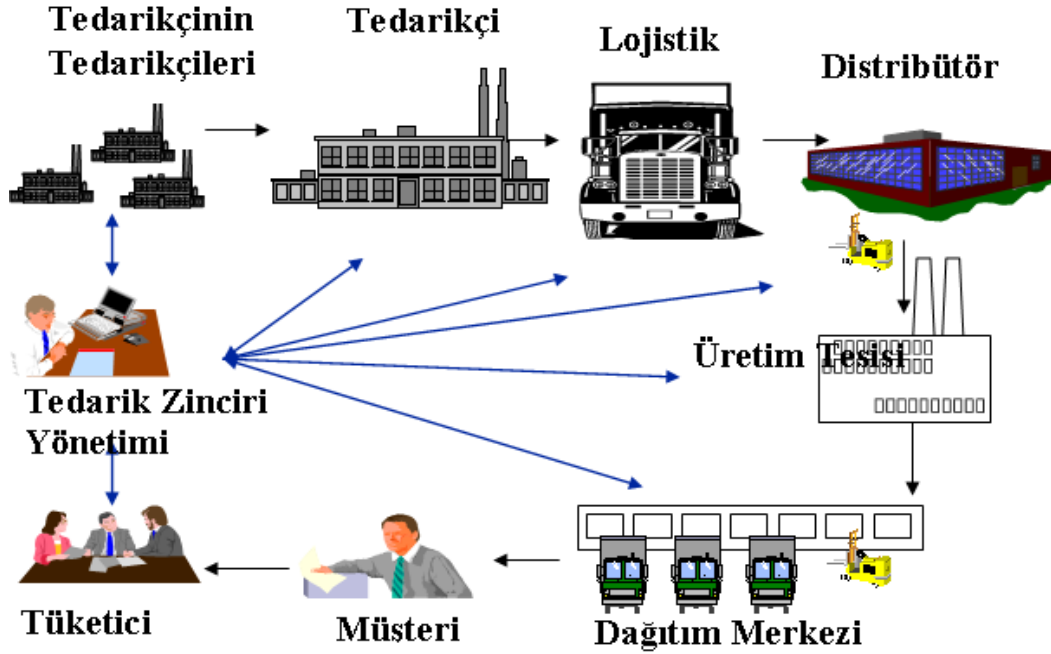 Tedarikçinin
Tedarikçileri
Tedarikçi
Lojistik
Distribütör
Üretim Tesisi
Tedarik Zinciri
Yönetimi
Tüketici
Müsteri
Dağıtım Merkezi